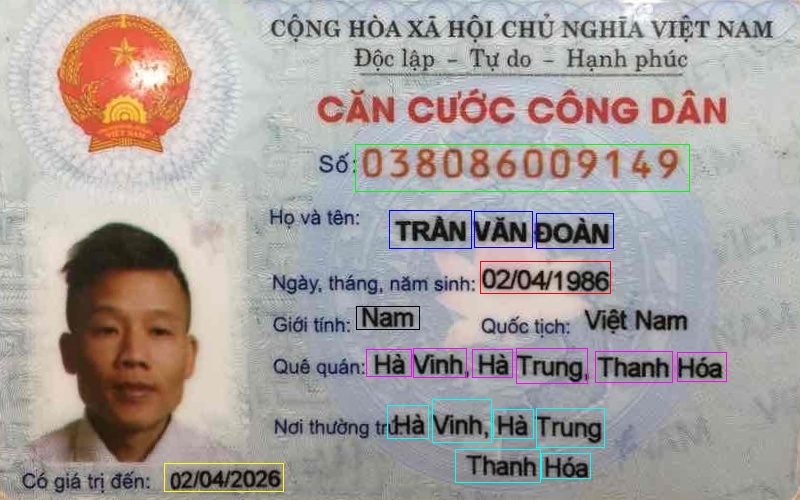 CỘNG HÒA XÃ HỘI CHỦ NGHĨA VIỆT NAM
Độc lập - Tự do - Hạnh phúc
CĂN CƯỚC CÔNG DÂN
Số: 038086009149
Họ và tên: TRẦN VĂN ĐOÀN
Ngày, tháng, năm sinh: 02/04/1986
Giới tính: Nam Quốc tịch: Việt Nam
Quê quán: Hà Vinh, Hà Trung, Thanh Hóa
Nơi thường trú: Hà Vinh, Hà Trung
Thanh Hóa
Có giá trị đến: 02/04/2026